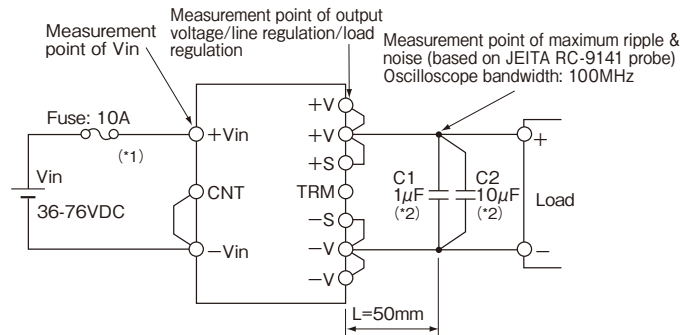 Measurement
point of Vin
Measurement point of output
voltage/line regulation/load
regulation
Measurement point of maximum ripple &
noise (based on JEITA RC-9141 probe)
Oscilloscope bandwidth: 100MHz
Fuse: 10A
(*1)
Vin
36-76VDC
+Vin
CNT
−Vin
+V
+V
+S
TRM
−S
−V
−V
C1
1μF
(*2)
C2
10μF
(*2)
+
Load
−
L=50mm